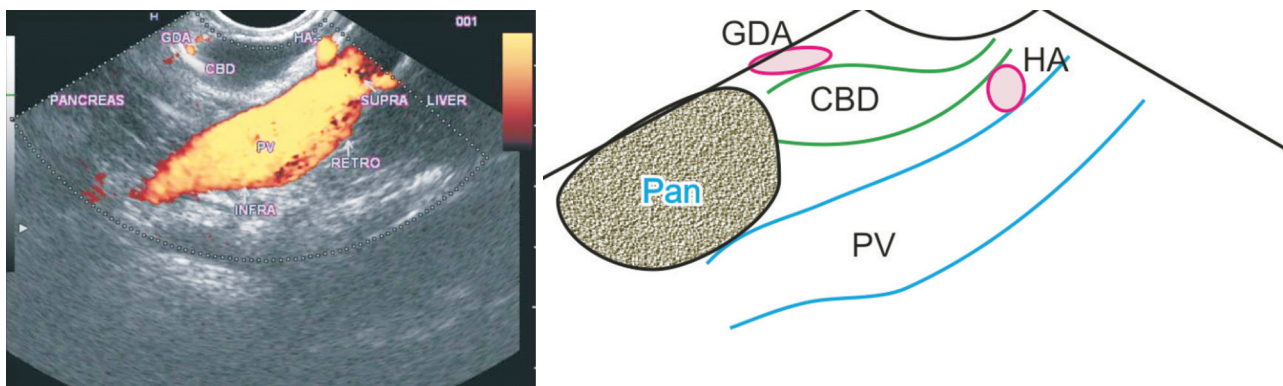 H
001
GDA
HA
CBD
PANCREAS
SUPRA
LIVER
PV
RETRO
INFRA
GDA
HA
CBD
Pan
PV